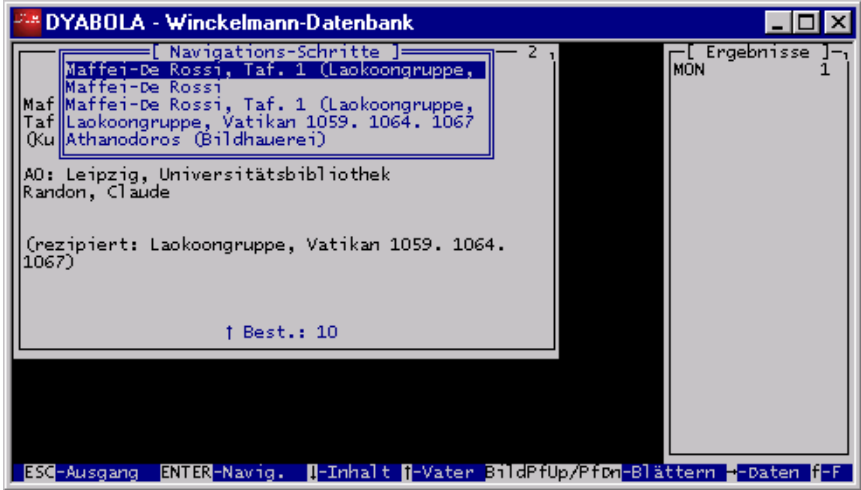 DYABOLA - Winckelmann-Datenbank
[ Navigations-Schritte ] 2
Maffei-De Rossi, Taf. 1 (Laokoongruppe,
Maffei-De Rossi
Maf Maffei-De Rossi, Taf. 1 (Laokoongruppe,
Taf Laokoongruppe, Vatikan 1059. 1064. 1067
(Ku Athanodoros (Bildhauerei)
AO: Leipzig, Universitätsbibliothek
Randon, Claude
(rezipiert: Laokoongruppe, Vatikan 1059. 1064.
1067)
↑ Best.: 10
[ Ergebnisse ]
MON 1
ESC-Ausgang ENTER-Navig. ↓-Inhalt ↑-Vater BildPfUp/PfDn-Blättern →-Daten f-F